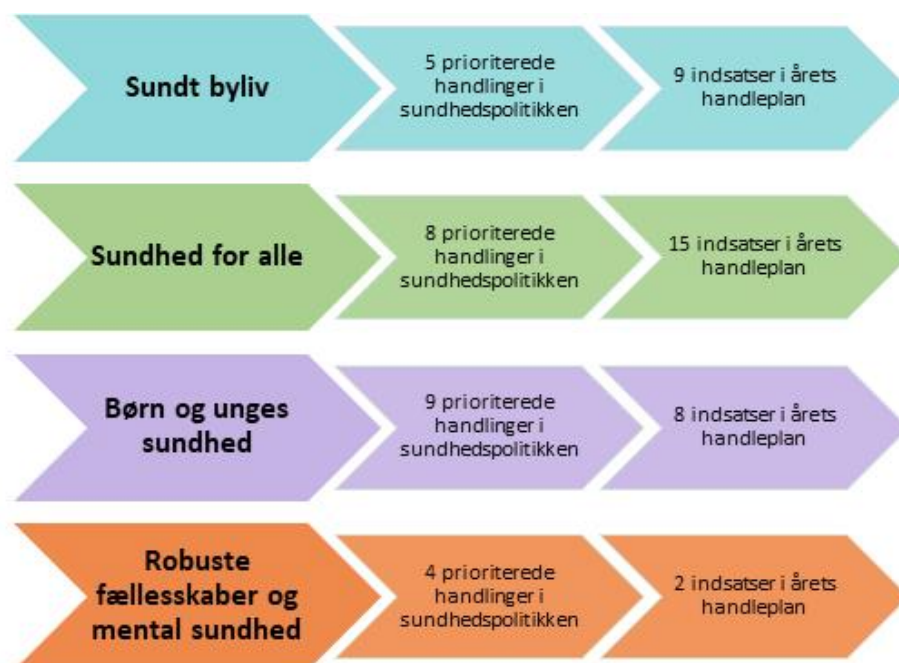 Sundt byliv
5 prioriterede
handlinger i
sundhedspolitikken
9 indsatser i årets
handleplan
Sundhed for alle
8 prioriterede
handlinger i
sundhedspolitikken
15 indsatser i årets
handleplan
Børn og unges
sundhed
9 prioriterede
handlinger i
sundhedspolitikken
8 indsatser i årets
handleplan
Robuste
fællesskaber og
mental sundhed
4 prioriterede
handlinger i
sundhedspolitikken
2 indsatser i årets
handleplan